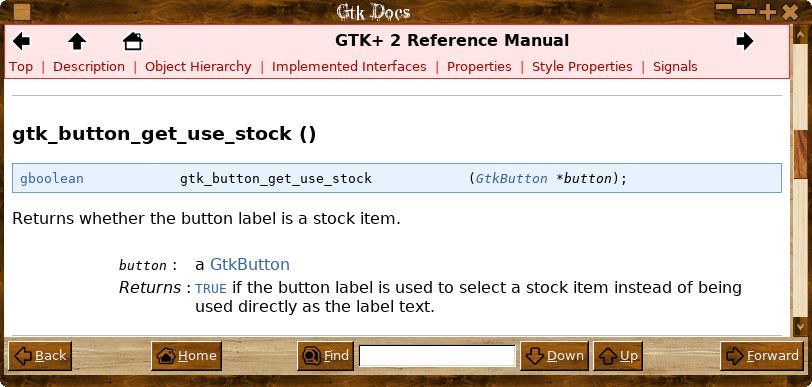 Gtk Docs
GTK+ 2 Reference Manual
Top | Description | Object Hierarchy | Implemented Interfaces | Properties | Style Properties | Signals
gtk_button_get_use_stock ()
gboolean gtk_button_get_use_stock (GtkButton *button);
Returns whether the button label is a stock item.
button : a GtkButton
Returns : TRUE if the button label is used to select a stock item instead of being
used directly as the label text.
Back Home Find Down Up Forward